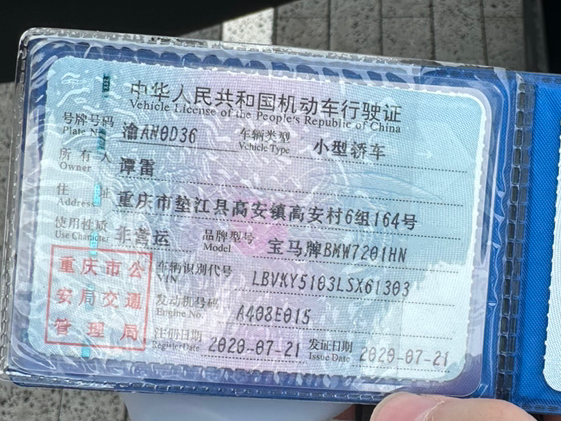 中华人民共和国机动车行驶证
Vehicle License of the People's Republic of China
号牌号码 渝AN0D36 车辆类型 小型轿车
Plate No. Vehicle Type
所有人 谭雷
Owner
住址 重庆市垫江县高安镇高安村6组164号
Address
使用性质 非营运 品牌型号 宝马牌BMW7201HN
Use Character Model
重庆市公安局交通管理局
车辆识别代号 LBVKY5103LSX61303
VIN
发动机号码 A408E015
Engine No.
注册日期 2020-07-21 发证日期 2020-07-21
Register Date Issue Date